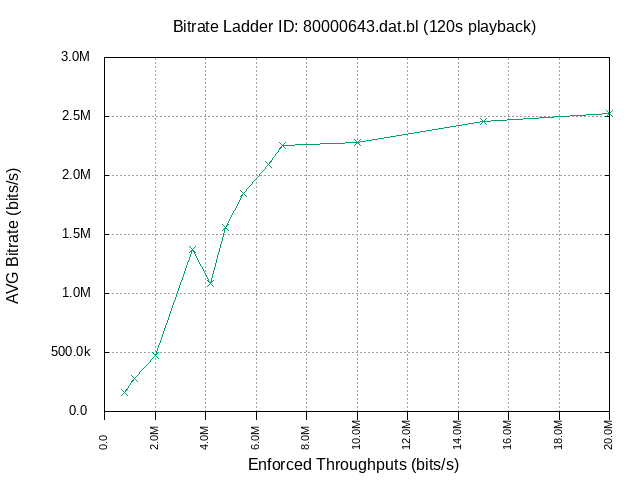 Bitrate Ladder ID: 80000643.dat.bl (120s playback)
3.0M
2.5M
2.0M
1.5M
1.0M
500.0k
0.0
AVG Bitrate (bits/s)
0.0
2.0M
4.0M
6.0M
8.0M
10.0M
12.0M
14.0M
16.0M
18.0M
20.0M
Enforced Throughputs (bits/s)